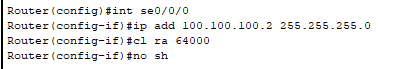 Router(config)#int se0/0/0
Router(config-if)#ip add 100.100.100.2 255.255.255.0
Router(config-if)#cl ra 64000
Router(config-if)#no sh